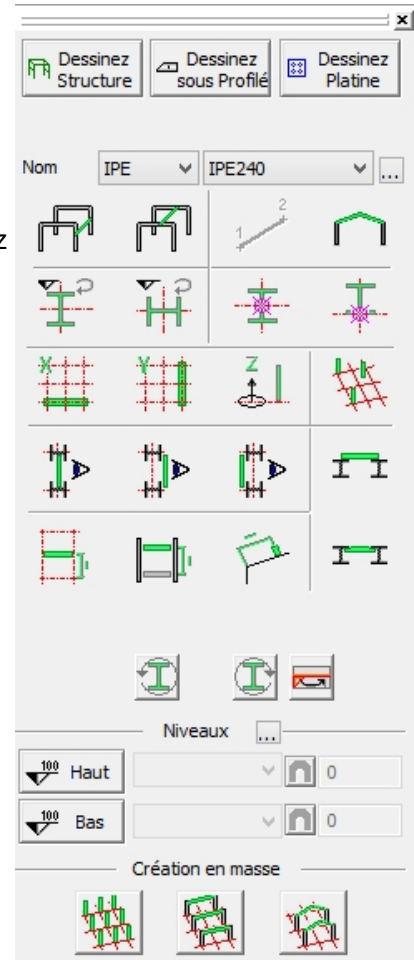 Dessinez
Structure
Dessinez
sous Profilé
Dessinez
Platine
Nom
IPE
IPE240
...
z
1
2
X
Y
Z
Niveaux
...
100
Haut
0
100
Bas
0
Création en masse